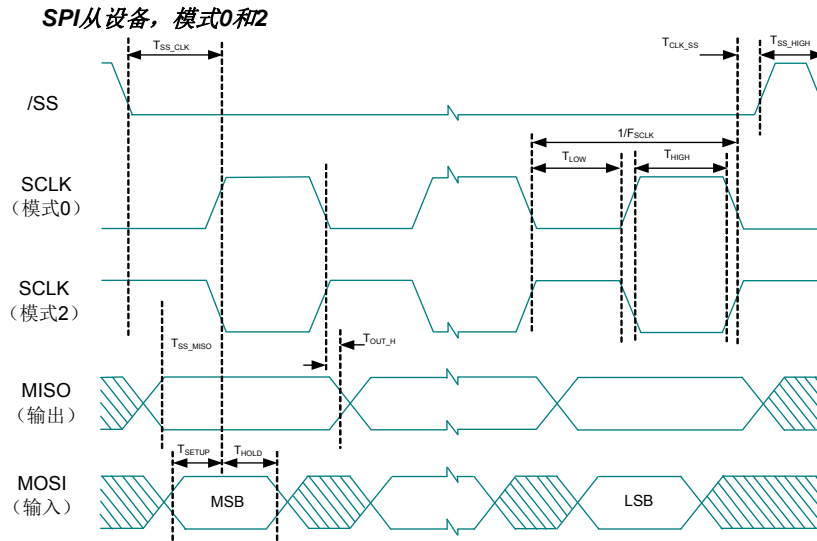 SPI从设备，模式0和2
TSS_CLK
TCLK_SS
TSS_HIGH
/SS
1/FSCLK
TLOW
THIGH
SCLK
（模式0）
SCLK
（模式2）
TSS_MISO
TOUT_H
MISO
（输出）
TSETUP
THOLD
MOSI
（输入）
MSB
LSB